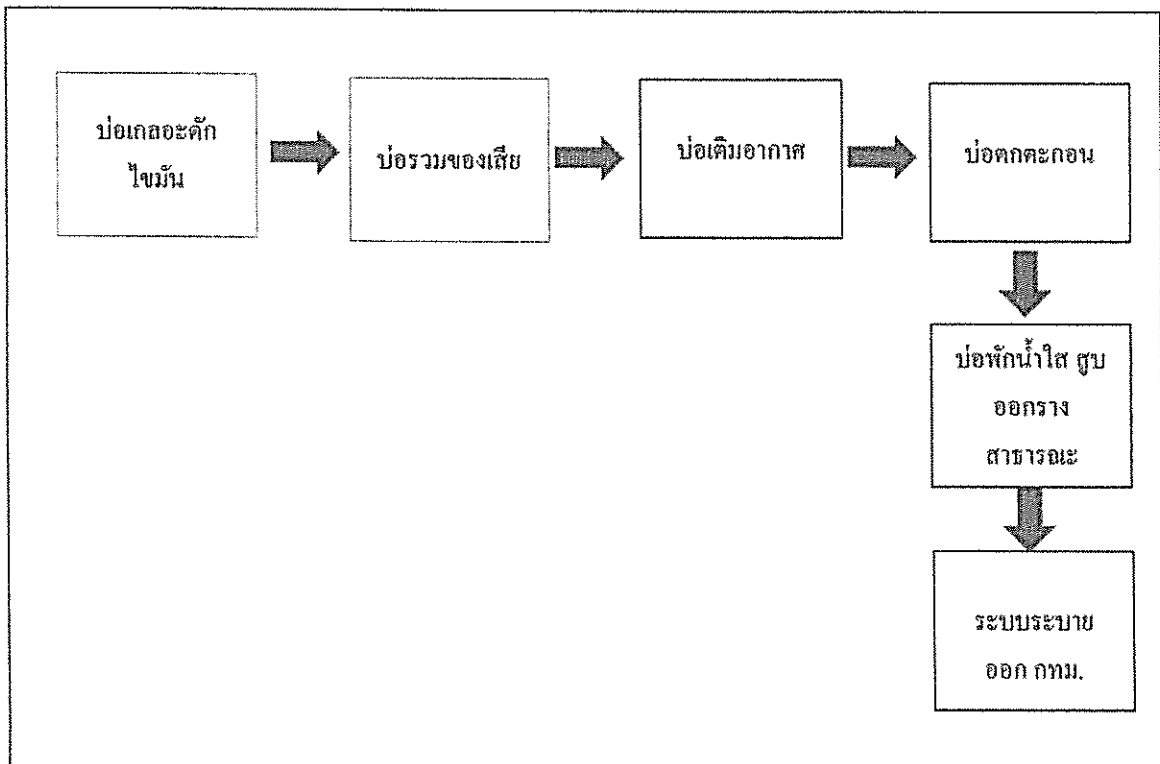 บ่อเกลอะดัก
ไขมัน
บ่อรวมของเสีย
บ่อเติมอากาศ
บ่อตกตะกอน
บ่อพักน้ำใส สูบ
ออกราง
สาธารณะ
ระบบระบาย
ออก กทม.